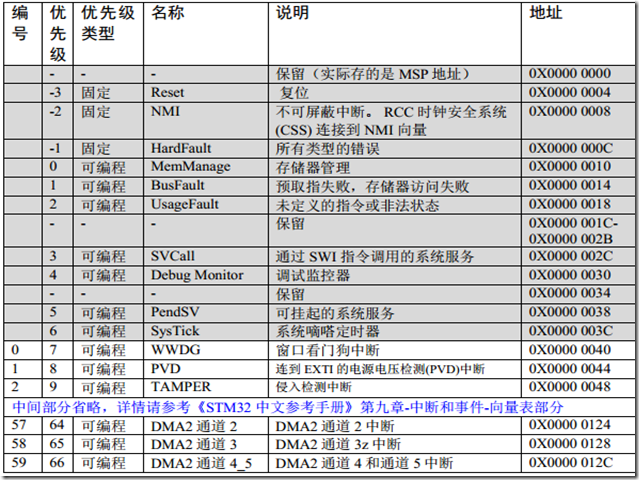 编号 优先级 优先级类型 名称 说明 地址
- - - 保留（实际存的是 MSP 地址） 0X0000 0000
-3 固定 Reset 复位 0X0000 0004
-2 固定 NMI 不可屏蔽中断。 RCC 时钟安全系统 (CSS) 连接到 NMI 向量 0X0000 0008
-1 固定 HardFault 所有类型的错误 0X0000 000C
0 可编程 MemManage 存储器管理 0X0000 0010
1 可编程 BusFault 预取指失败，存储器访问失败 0X0000 0014
2 可编程 UsageFault 未定义的指令或非法状态 0X0000 0018
- - - 保留 0X0000 001C-0X0000 002B
3 可编程 SVCall 通过 SWI 指令调用的系统服务 0X0000 002C
4 可编程 Debug Monitor 调试监控器 0X0000 0030
- - - 保留 0X0000 0034
5 可编程 PendSV 可挂起的系统服务 0X0000 0038
6 可编程 SysTick 系统嘀嗒定时器 0X0000 003C
0 7 可编程 WWDG 窗口看门狗中断 0X0000 0040
1 8 可编程 PVD 连到 EXTI 的电源电压检测(PVD)中断 0X0000 0044
2 9 可编程 TAMPER 侵入检测中断 0X0000 0048
中间部分省略，详情请参考《STM32 中文参考手册》第九章-中断和事件-向量表部分
57 64 可编程 DMA2 通道 2 DMA2 通道 2 中断 0X0000 0124
58 65 可编程 DMA2 通道 3 DMA2 通道 3z 中断 0X0000 0128
59 66 可编程 DMA2 通道 4_5 DMA2 通道 4 和通道 5 中断 0X0000 012C